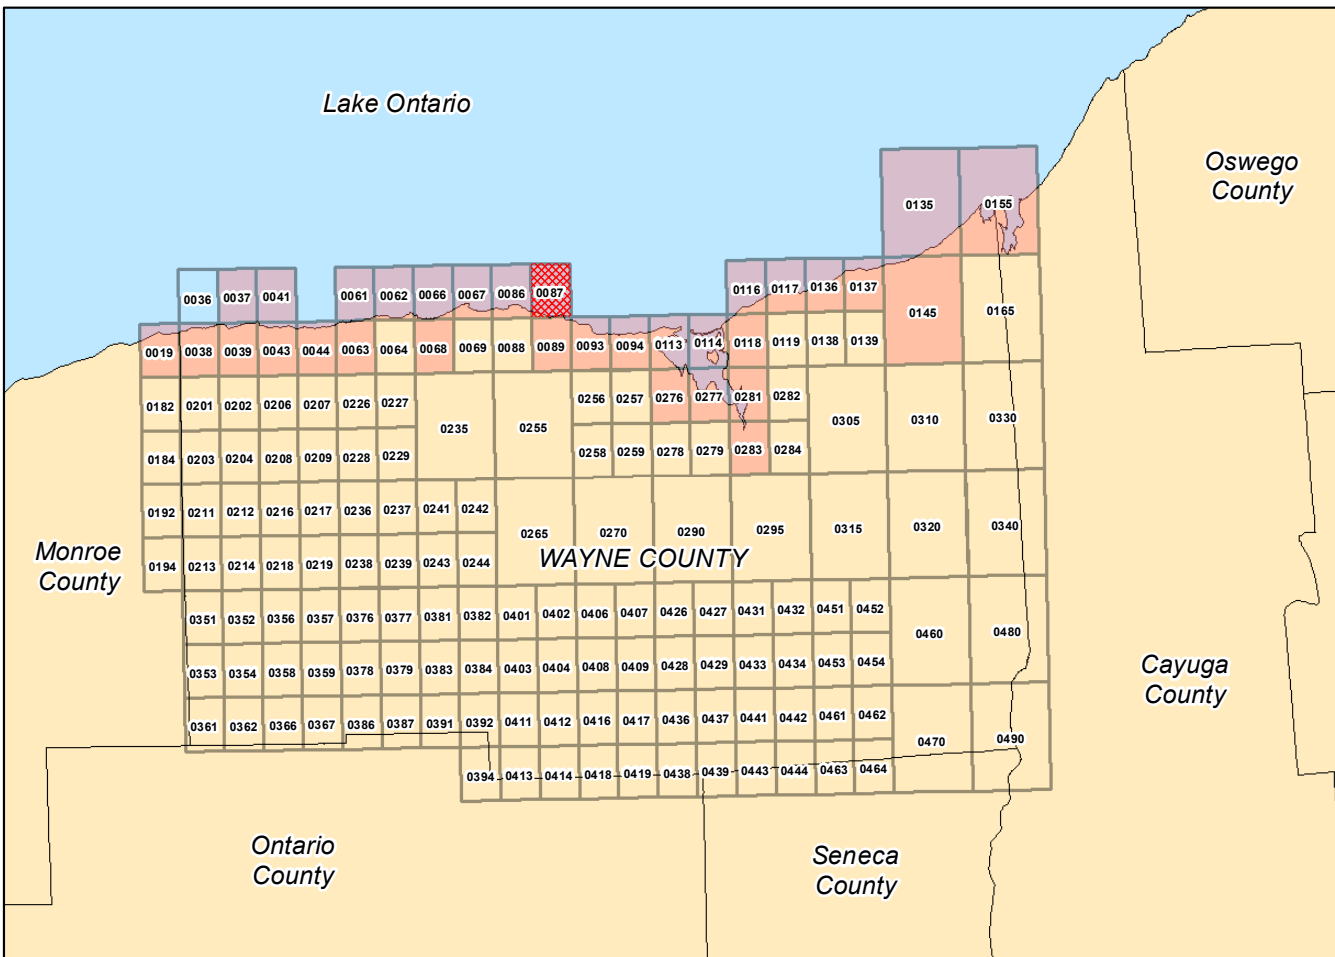 Lake Ontario
Oswego
County
0135 0155
0036 0037 0041 0061 0062 0066 0067 0086 0087 0116 0117 0136 0137
0145 0165
0019 0038 0039 0043 0044 0063 0064 0068 0069 0088 0089 0093 0094 0113 0114 0118 0119 0138 0139
0182 0201 0202 0206 0207 0226 0227 0256 0257 0276 0277 0281 0282
0235 0255 0305 0310 0330
0184 0203 0204 0208 0209 0228 0229 0258 0259 0278 0279 0283 0284
0192 0211 0212 0216 0217 0236 0237 0241 0242
0265 0270 0290 0295 0315 0320 0340
WAYNE COUNTY
Monroe
County
0194 0213 0214 0218 0219 0238 0239 0243 0244
0351 0352 0356 0357 0376 0377 0381 0382 0401 0402 0406 0407 0426 0427 0431 0432 0451 0452
0460 0480
0353 0354 0358 0359 0378 0379 0383 0384 0403 0404 0408 0409 0428 0429 0433 0434 0453 0454
Cayuga
County
0361 0362 0366 0367 0386 0387 0391 0392 0411 0412 0416 0417 0436 0437 0441 0442 0461 0462
0470 0490
0394 0413 0414 0418 0419 0438 0439 0443 0444 0463 0464
Ontario
County
Seneca
County